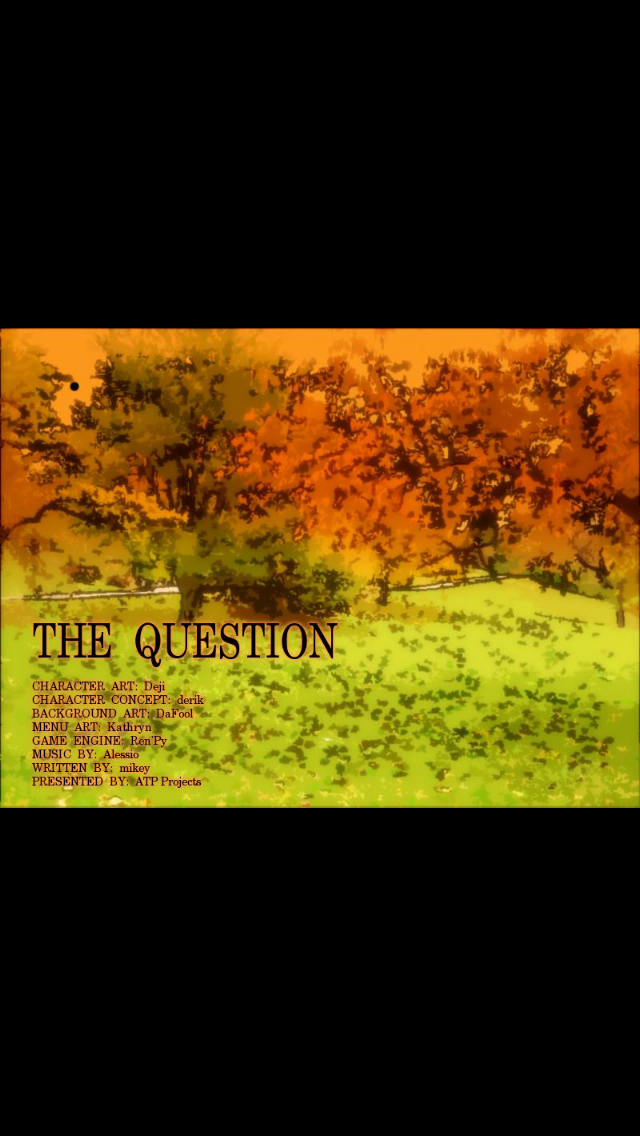 THE QUESTION
CHARACTER ART: Deji
CHARACTER CONCEPT: derik
BACKGROUND ART: DaFool
MENU ART: Kathryn
GAME ENGINE: Ren'Py
MUSIC BY: Alessio
WRITTEN BY: mikey
PRESENTED BY: ATP Projects